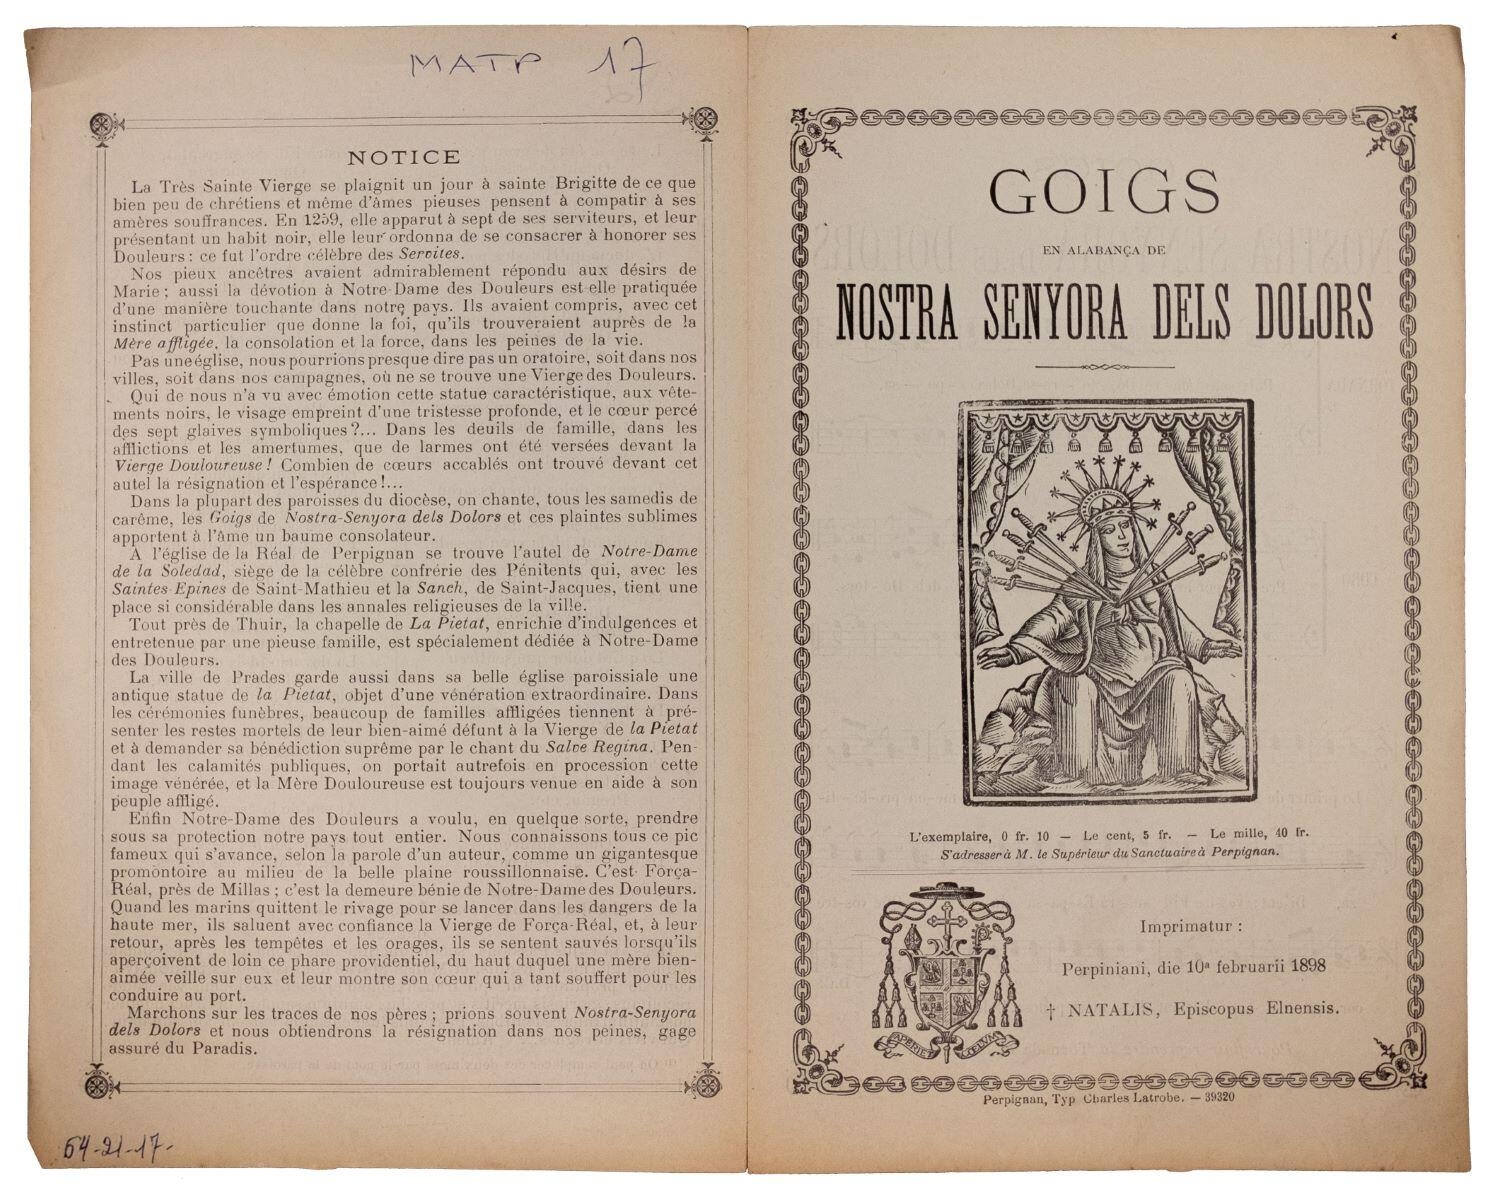 MATP 17
NOTICE
La Très Sainte Vierge se plaignit un jour à sainte Brigitte de ce que
bien peu de chrétiens et même d'âmes pieuses pensent à compatir à ses
amères souffrances. En 1259, elle apparut à sept de ses serviteurs, et leur
présentant un habit noir, elle leur ordonna de se consacrer à honorer ses
Douleurs : ce fut l'ordre célèbre des Servites.
Nos pieux ancêtres avaient admirablement répondu aux désirs de
Marie ; aussi la dévotion à Notre-Dame des Douleurs est-elle pratiquée
d'une manière touchante dans notre pays. Ils avaient compris, avec cet
instinct particulier que donne la foi, qu'ils trouveraient auprès de la
Mère affligée, la consolation et la force, dans les peines de la vie.
Pas une église, nous pourrions presque dire pas un oratoire, soit dans nos
villes, soit dans nos campagnes, où ne se trouve une Vierge des Douleurs.
Qui de nous n'a vu avec émotion cette statue caractéristique, aux vête-
ments noirs, le visage empreint d'une tristesse profonde, et le cœur percé
des sept glaives symboliques ?... Dans les deuils de famille, dans les
afflictions et les amertumes, que de larmes ont été versées devant la
Vierge Douloureuse ! Combien de cœurs accablés ont trouvé devant cet
autel la résignation et l'espérance !...
Dans la plupart des paroisses du diocèse, on chante, tous les samedis de
carême, les Goigs de Nostra-Senyora dels Dolors et ces plaintes sublimes
apportent à l'âme un baume consolateur.
A l'église de la Réal de Perpignan se trouve l'autel de Notre-Dame
de la Soledad, siège de la célèbre confrérie des Pénitents qui, avec les
Saintes-Epines de Saint-Mathieu et la Sanch, de Saint-Jacques, tient une
place si considérable dans les annales religieuses de la ville.
Tout près de Thuir, la chapelle de La Pietat, enrichie d'indulgences et
entretenue par une pieuse famille, est spécialement dédiée à Notre-Dame
des Douleurs.
La ville de Prades garde aussi dans sa belle église paroissiale une
antique statue de la Pietat, objet d'une vénération extraordinaire. Dans
les cérémonies funèbres, beaucoup de familles affligées tiennent à pré-
senter les restes mortels de leur bien-aimé défunt à la Vierge de la Pietat
et à demander sa bénédiction suprême par le chant du Salve Regina. Pen-
dant les calamités publiques, on portait autrefois en procession cette
image vénérée, et la Mère Douloureuse est toujours venue en aide à son
peuple affligé.
Enfin Notre-Dame des Douleurs a voulu, en quelque sorte, prendre
sous sa protection notre pays tout entier. Nous connaissons tous ce pic
fameux qui s'avance, selon la parole d'un auteur, comme un gigantesque
promontoire au milieu de la belle plaine roussillonnaise. C'est Força-
Réal, près de Millas ; c'est la demeure bénie de Notre-Dame des Douleurs.
Quand les marins quittent le rivage pour se lancer dans les dangers de la
haute mer, ils saluent avec confiance la Vierge de Força-Réal, et, à leur
retour, après les tempêtes et les orages, ils se sentent sauvés lorsqu'ils
aperçoivent de loin ce phare providentiel, du haut duquel une mère bien-
aimée veille sur eux et leur montre son cœur qui a tant souffert pour les
conduire au port.
Marchons sur les traces de nos pères ; prions souvent Nostra-Senyora
dels Dolors et nous obtiendrons la résignation dans nos peines, gage
assuré du Paradis.
64-21-17-
GOIGS
EN ALABANÇA DE
NOSTRA SENYORA DELS DOLORS
L'exemplaire, 0 fr. 10 — Le cent, 5 fr. — Le mille, 40 fr.
S'adresser à M. le Supérieur du Sanctuaire à Perpignan.
APERIET CŒLVM
Imprimatur :
Perpiniani, die 10ª februarii 1898
† NATALIS, Episcopus Elnensis.
Perpignan, Typ Charles Latrobe. — 39320